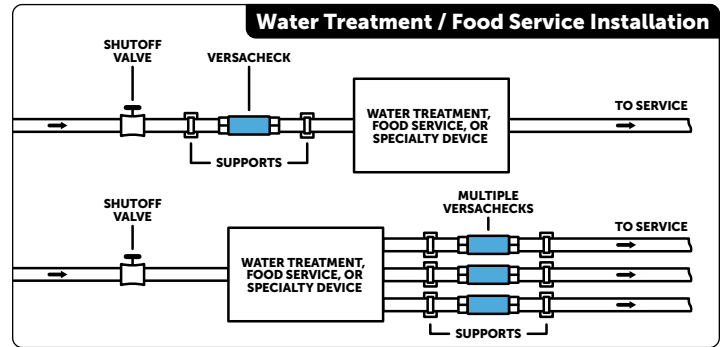 Water Treatment / Food Service Installation
SHUTOFF
VALVE
VERSACHECK
WATER TREATMENT,
FOOD SERVICE, OR
SPECIALTY DEVICE
TO SERVICE
SUPPORTS
SHUTOFF
VALVE
WATER TREATMENT,
FOOD SERVICE, OR
SPECIALTY DEVICE
MULTIPLE
VERSACHECKS
TO SERVICE
SUPPORTS